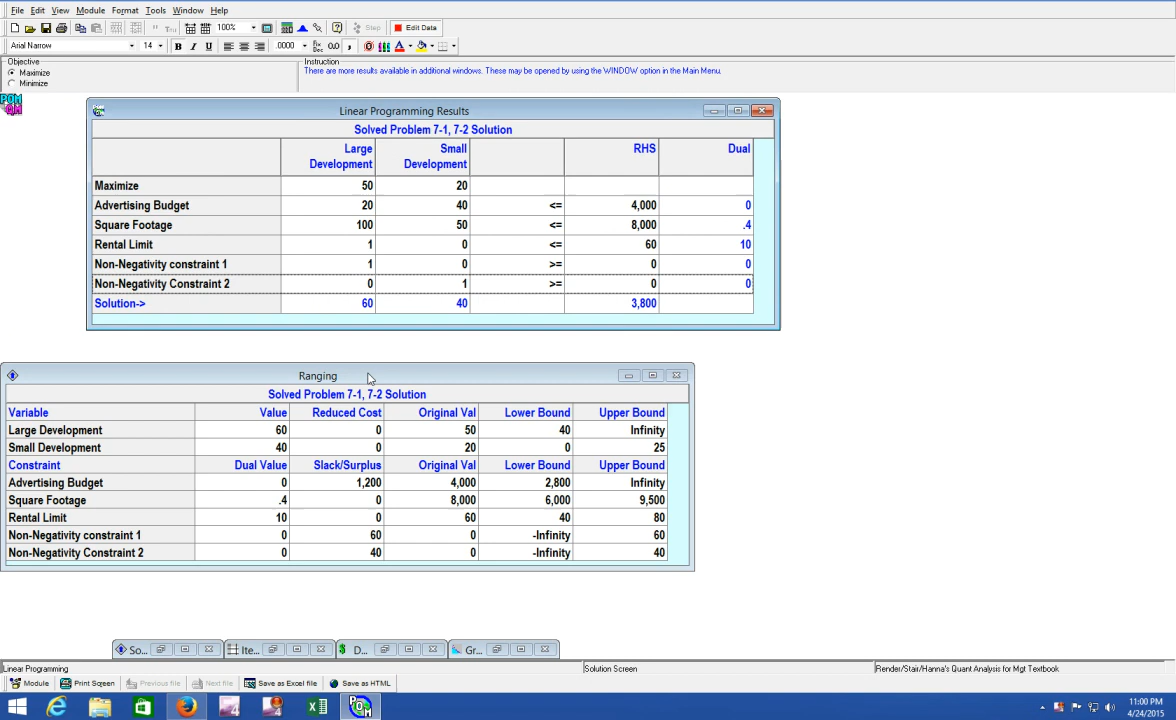 File Edit View Module Format Tools Window Help
100% Step Edit Data
Arial Narrow 14 B I U .0000 0.0 ,
Objective
Maximize
Minimize
Instruction
There are more results available in additional windows. These may be opened by using the WINDOW option in the Main Menu.
POM
QM
Linear Programming Results
Solved Problem 7-1, 7-2 Solution
Large Development Small Development RHS Dual
Maximize 50 20
Advertising Budget 20 40 <= 4,000 0
Square Footage 100 50 <= 8,000 .4
Rental Limit 1 0 <= 60 10
Non-Negativity constraint 1 1 0 >= 0 0
Non-Negativity Constraint 2 0 1 >= 0 0
Solution-> 60 40 3,800
Ranging
Solved Problem 7-1, 7-2 Solution
Variable Value Reduced Cost Original Val Lower Bound Upper Bound
Large Development 60 0 50 40 Infinity
Small Development 40 0 20 0 25
Constraint Dual Value Slack/Surplus Original Val Lower Bound Upper Bound
Advertising Budget 0 1,200 4,000 2,800 Infinity
Square Footage .4 0 8,000 6,000 9,500
Rental Limit 10 0 60 40 80
Non-Negativity constraint 1 0 60 0 -Infinity 60
Non-Negativity Constraint 2 0 40 0 -Infinity 40
So... Ite... D... Gr...
Linear Programming Solution Screen Render/Stair/Hanna's Quant Analysis for Mgt Textbook
Module Print Screen Previous file Next file Save as Excel file Save as HTML
11:00 PM
4/24/2015